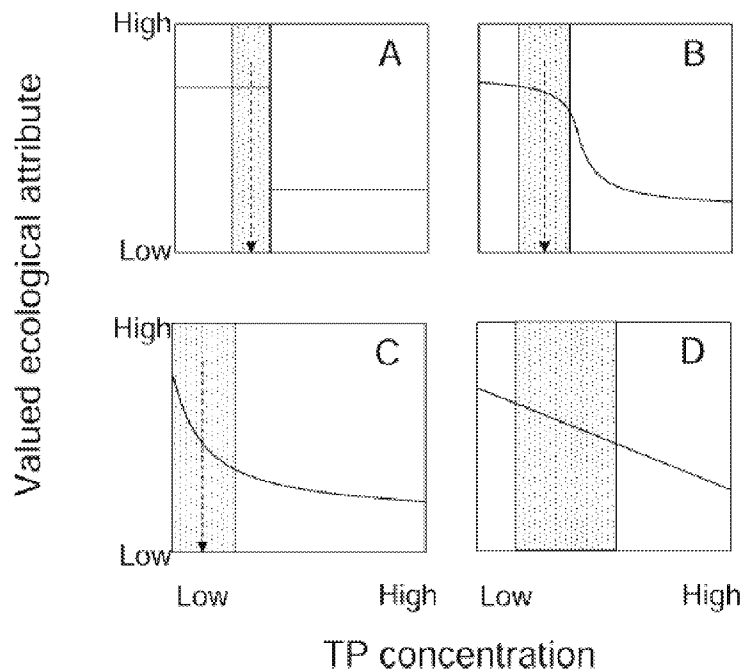 Valued ecological attribute
High
A
B
Low
High
C
D
Low
Low
High
Low
High
TP concentration